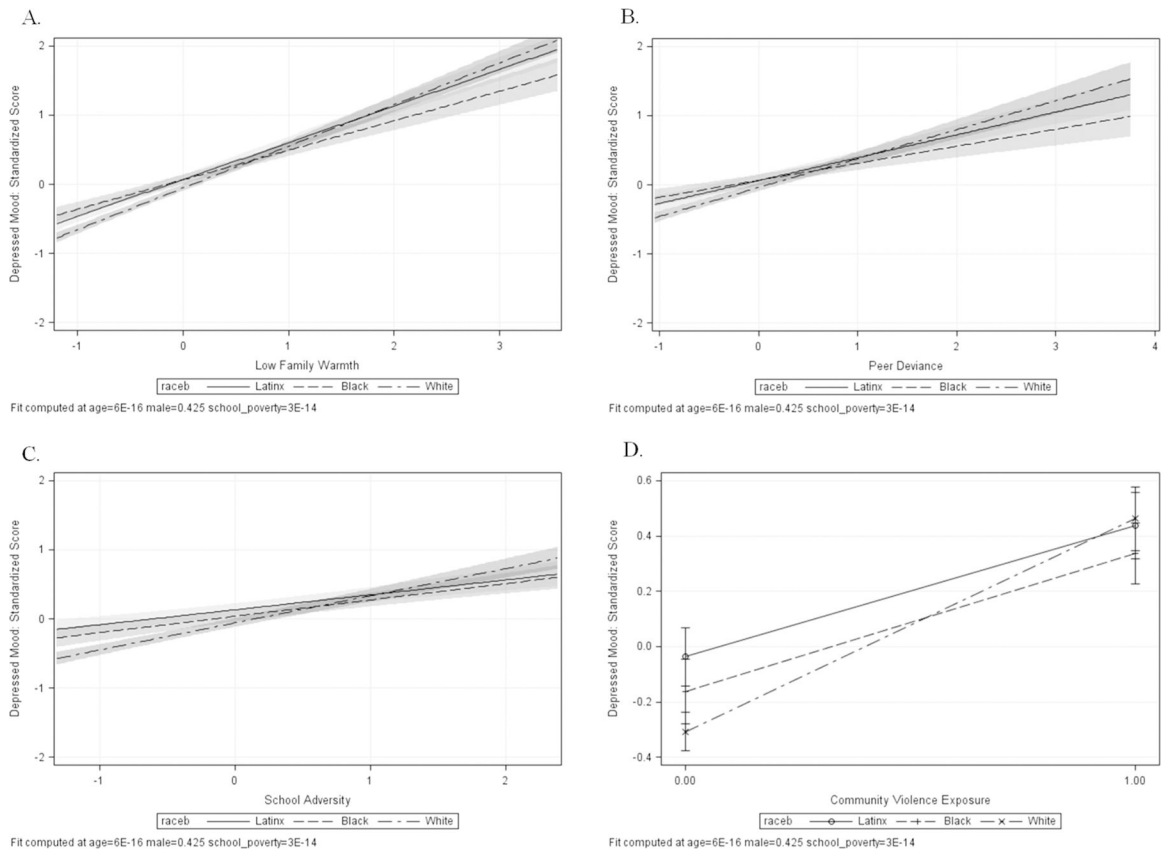 A.
Depressed Mood: Standardized Score
2
1
0
-1
-2
-1 0 1 2 3
Low Family Warmth
raceb Latinx Black White
Fit computed at age=6E-16 male=0.425 school_poverty=3E-14
B.
Depressed Mood: Standardized Score
2
1
0
-1
-2
-1 0 1 2 3 4
Peer Deviance
raceb Latinx Black White
Fit computed at age=6E-16 male=0.425 school_poverty=3E-14
C.
Depressed Mood: Standardized Score
2
1
0
-1
-2
-1 0 1 2
School Adversity
raceb Latinx Black White
Fit computed at age=6E-16 male=0.425 school_poverty=3E-14
D.
Depressed Mood: Standardized Score
0.6
0.4
0.2
0.0
-0.2
-0.4
0.00 1.00
Community Violence Exposure
raceb Latinx Black White
Fit computed at age=6E-16 male=0.425 school_poverty=3E-14